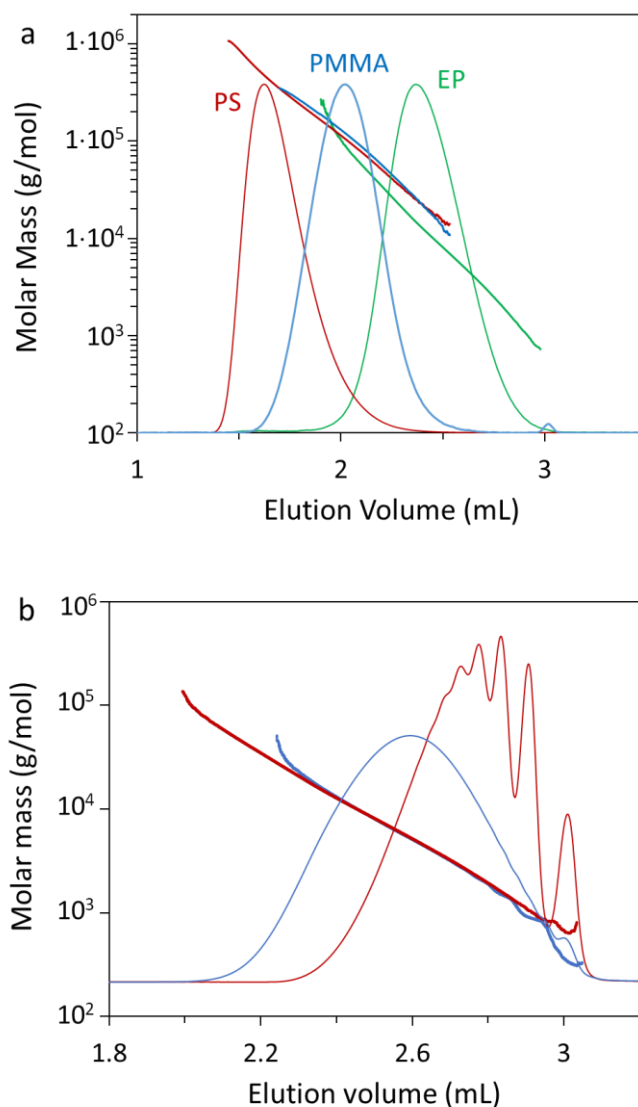 a
1·10⁶
PMMA
EP
PS
1·10⁵
1·10⁴
10³
10²
Molar Mass (g/mol)
1
2
3
Elution Volume (mL)
b
10⁶
10⁵
10⁴
10³
10²
Molar mass (g/mol)
1.8
2.2
2.6
3
Elution volume (mL)